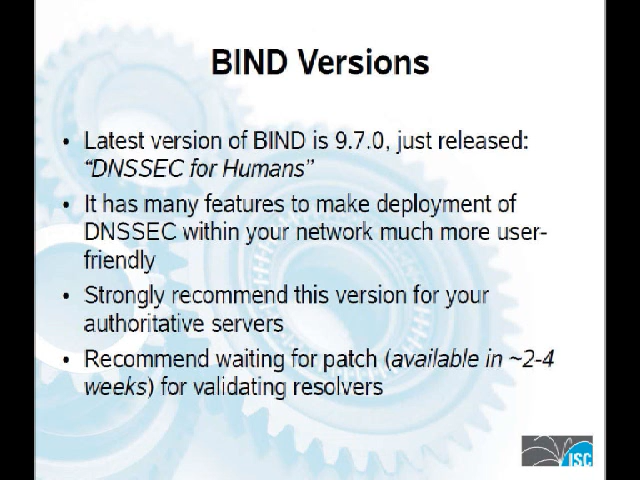 BIND Versions
• Latest version of BIND is 9.7.0, just released:
“DNSSEC for Humans”
• It has many features to make deployment of
DNSSEC within your network much more user-
friendly
• Strongly recommend this version for your
authoritative servers
• Recommend waiting for patch (available in ~2-4
weeks) for validating resolvers
ISC